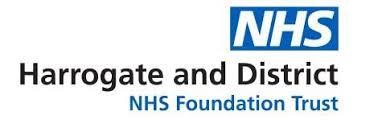 NHS
Harrogate and District
NHS Foundation Trust